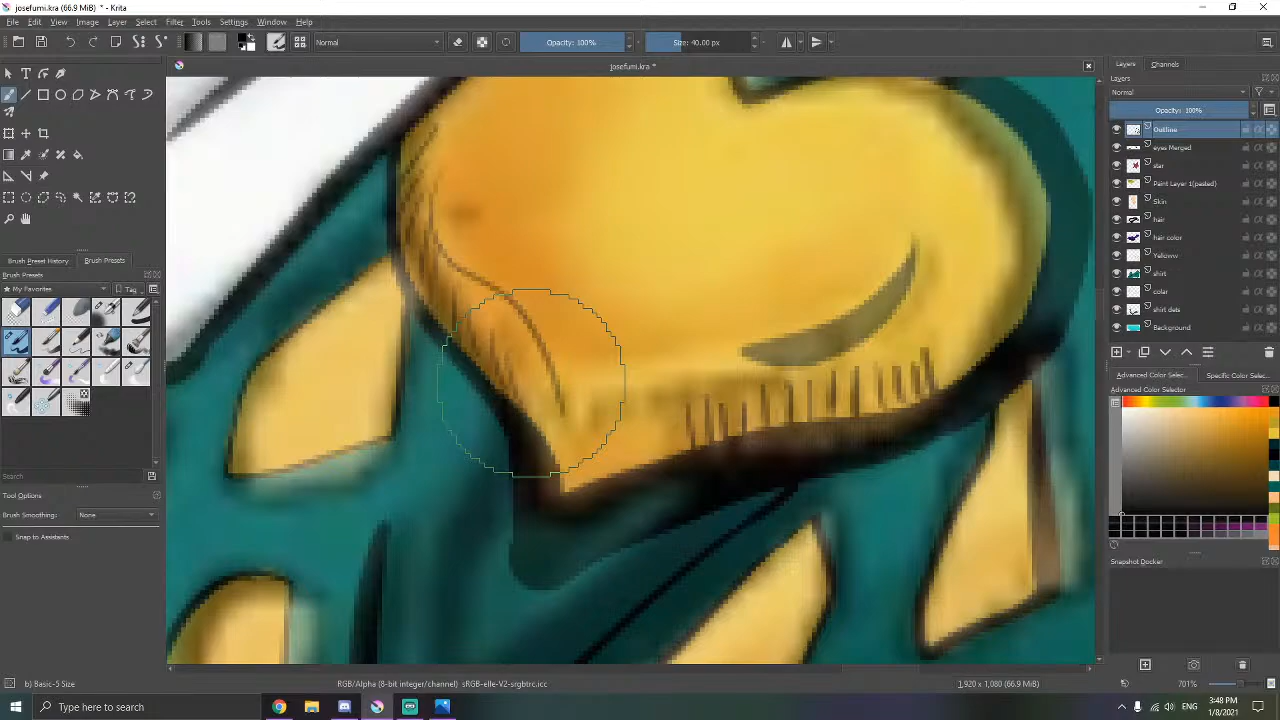 josefumi.kra (66.9 MiB) * - Krita
File Edit View Image Layer Select Filter Tools Settings Window Help
Normal Opacity: 100% Size: 40.00 px
josefumi.kra *
Layers Channels
Layers
Normal
Opacity: 100%
Outline
eyes Merged
star
Paint Layer 1(pasted)
Skin
hair
hair color
Yelloww
shirt
colar
shirt dets
Background
Brush Preset History Brush Presets
Brush Presets
My Favorites Tag
Search
Tool Options
Brush Smoothing: None
Snap to Assistants
Advanced Color Selec... Specific Color Selec...
Advanced Color Selector
Snapshot Docker
b) Basic-5 Size RGB/Alpha (8-bit integer/channel) sRGB-elle-V2-srgbtrc.icc 1,920 x 1,080 (66.9 MiB) 701%
Type here to search
ENG
3:48 PM
1/8/2021